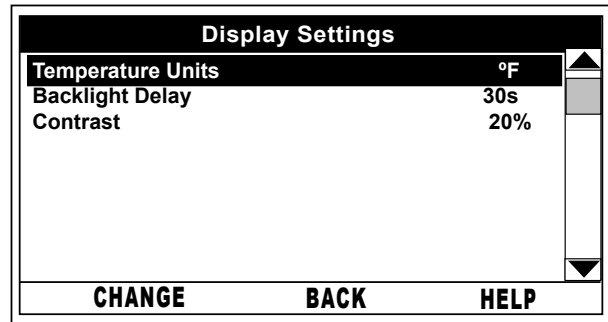 Display Settings
Temperature Units ºF
Backlight Delay 30s
Contrast 20%
CHANGE BACK HELP